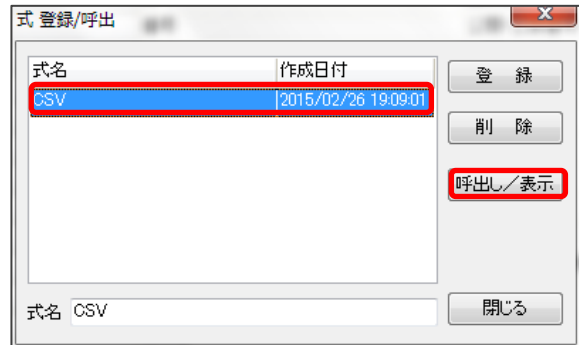 式 登録/呼出
式名 作成日付
CSV 2015/02/26 19:09:01
登 録
削 除
呼出し／表示
式名 CSV
閉じる